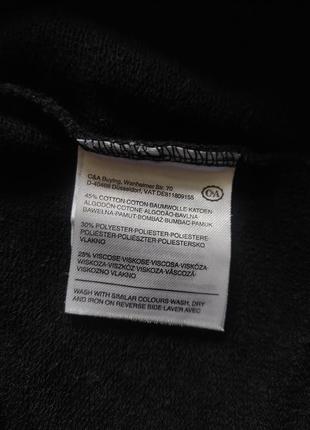 C&A Buying, Wanheimer Str. 70
D-40468 Düsseldorf, VAT DE811809155
C&A
45% COTTON·COTON·BAUMWOLLE·KATOEN·
ALGODÓN·COTONE·ALGODÃO·BAVLNA·
BAWEŁNA·PAMUT·BOMBAŽ·BUMBAC·PAMUK
30% POLYESTER·POLIÉSTER·POLIESTERE·
POLIESTER·POLIÉSZTER·POLIESTERSKO
VLAKNO
25% VISCOSE·VISKOSE·VISCOSA·VISKÓZA·
WISKOZA·VISZKÓZ·VISKOZA·VÂSCOZĂ·
VISKOZNO VLAKNO
WASH WITH SIMILAR COLOURS·WASH, DRY
AND IRON ON REVERSE SIDE·LAVER AVEC